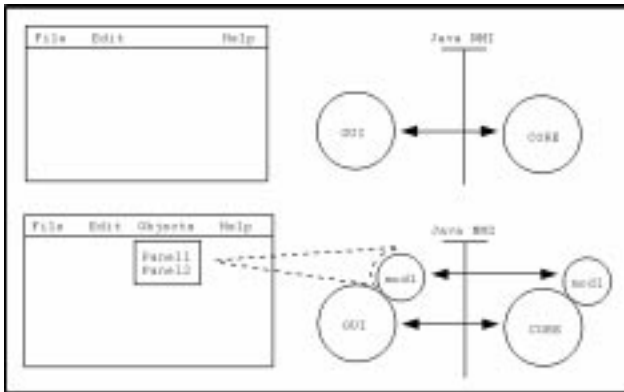 File Edit Help
Java RMI
GUI
CORE
File Edit Objects Help
Panel1
Panel2
Java RMI
mod1
mod1
GUI
CORE